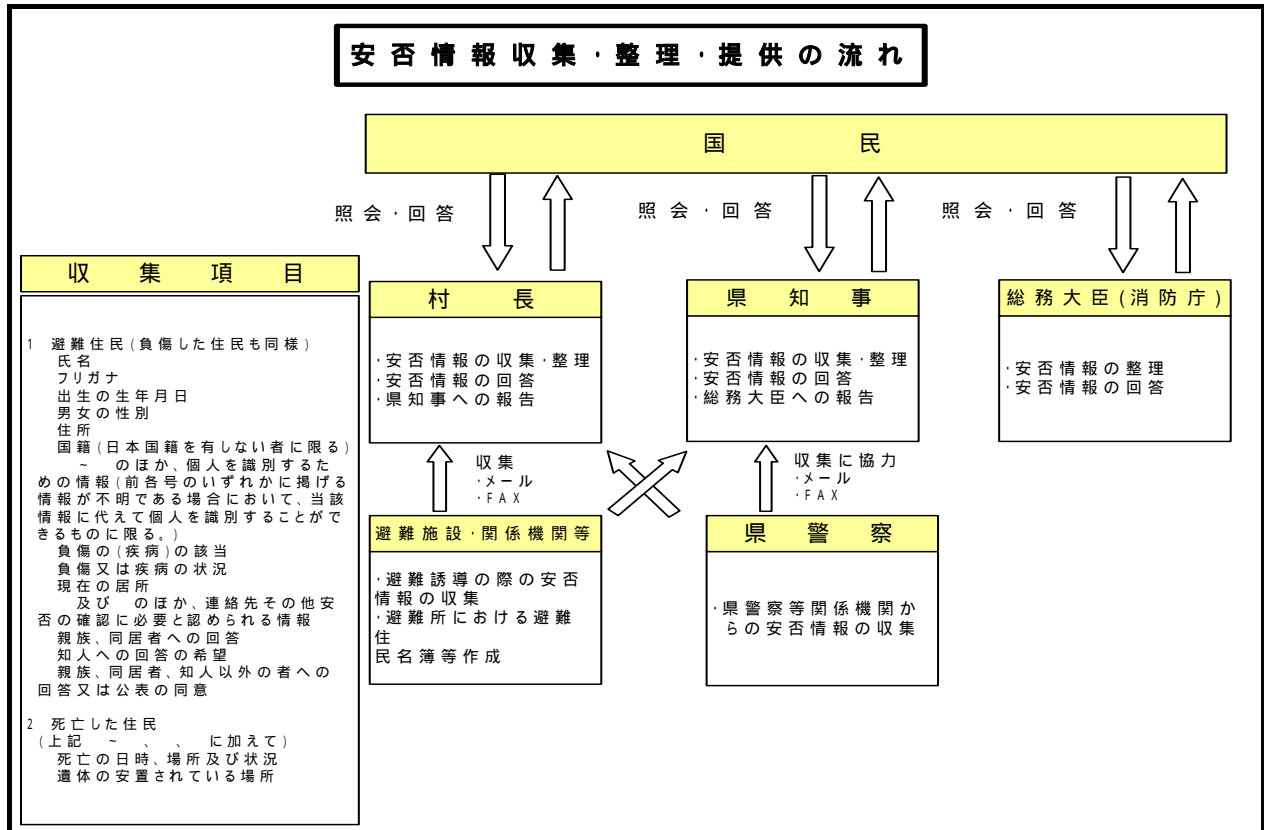 安否情報収集・整理・提供の流れ
国民
照会・回答
照会・回答
照会・回答
収集項目
1 避難住民(負傷した住民も同様)
氏名
フリガナ
出生の生年月日
男女の性別
住所
国籍(日本国籍を有しない者に限る)
~ のほか、個人を識別するた
めの情報(前各号のいずれかに掲げる
情報が不明である場合において、当該
情報に代えて個人を識別することがで
きるものに限る。)
負傷の(疾病)の該当
負傷又は疾病の状況
現在の居所
及び のほか、連絡先その他安
否の確認に必要と認められる情報
親族、同居者への回答
知人への回答の希望
親族、同居者、知人以外の者への
回答又は公表の同意
2 死亡した住民
(上記 ~ 、 、 に加えて)
死亡の日時、場所及び状況
遺体の安置されている場所
村長
・安否情報の収集・整理
・安否情報の回答
・県知事への報告
県知事
・安否情報の収集・整理
・安否情報の回答
・総務大臣への報告
総務大臣(消防庁)
・安否情報の整理
・安否情報の回答
収集
・メール
・FAX
収集に協力
・メール
・FAX
避難施設・関係機関等
・避難誘導の際の安否
情報の収集
・避難所における避難
住
民名簿等作成
県警察
・県警察等関係機関か
らの安否情報の収集